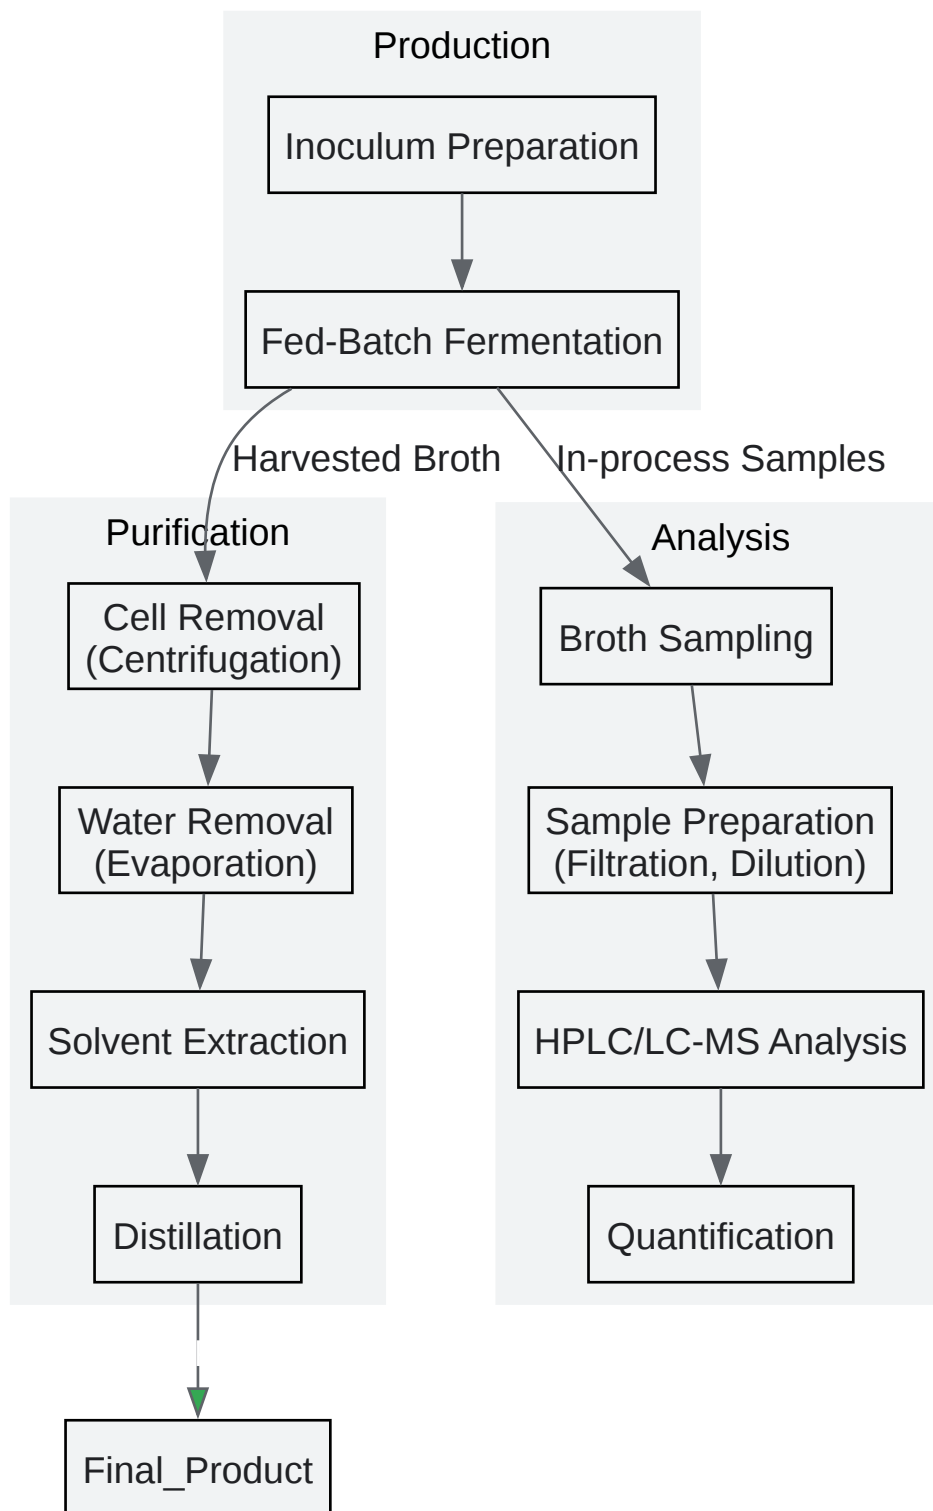 Production
Inoculum Preparation
Fed-Batch Fermentation
Harvested Broth
In-process Samples
Purification
Cell Removal
(Centrifugation)
Water Removal
(Evaporation)
Solvent Extraction
Distillation
Final_Product
Analysis
Broth Sampling
Sample Preparation
(Filtration, Dilution)
HPLC/LC-MS Analysis
Quantification